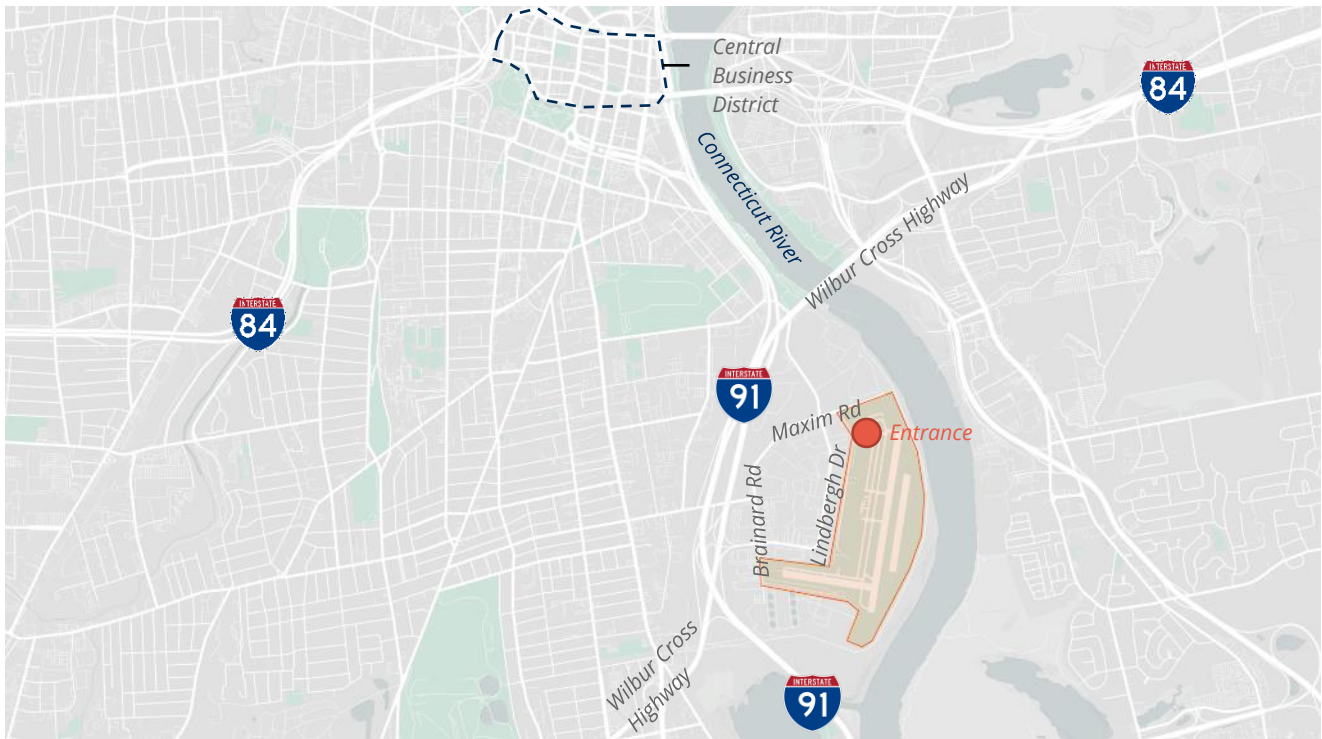 Central
Business
District
INTERSTATE
84
Connecticut River
Wilbur Cross Highway
INTERSTATE
84
INTERSTATE
91
Maxim Rd
Entrance
Lindbergh Dr
Brainard Rd
Wilbur Cross
Highway
INTERSTATE
91